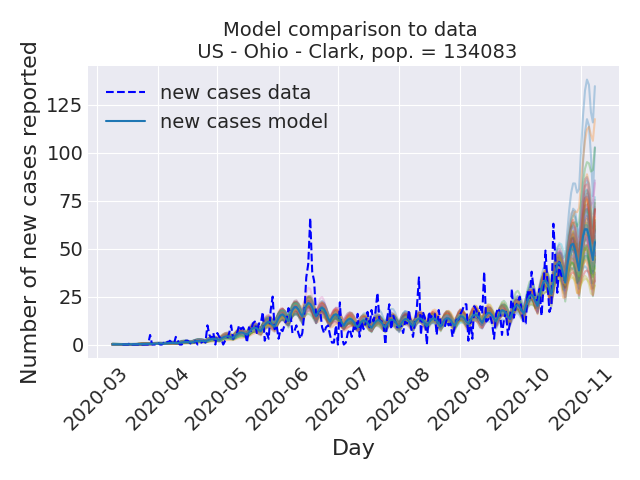 Model comparison to data
US - Ohio - Clark, pop. = 134083
Number of new cases reported
new cases data
new cases model
125
100
75
50
25
0
2020-03
2020-04
2020-05
2020-06
2020-07
2020-08
2020-09
2020-10
2020-11
Day